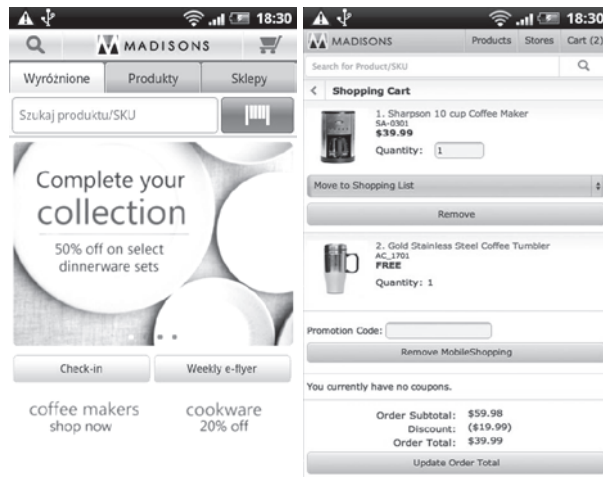 18:30
MADISONS
Wyróżnione
Produkty
Sklepy
Szukaj produktu/SKU
Complete your
collection
50% off on select
dinnerware sets
Check-in
Weekly e-flyer
coffee makers
shop now
cookware
20% off
18:30
MADISONS
Products
Stores
Cart (2)
Search for Product/SKU
Shopping Cart
1. Sharpson 10 cup Coffee Maker
SA-0301
$39.99
Quantity: 1
Move to Shopping List
Remove
2. Gold Stainless Steel Coffee Tumbler
AC_1701
FREE
Quantity: 1
Promotion Code:
Remove MobileShopping
You currently have no coupons.
Order Subtotal: $59.98
Discount: ($19.99)
Order Total: $39.99
Update Order Total